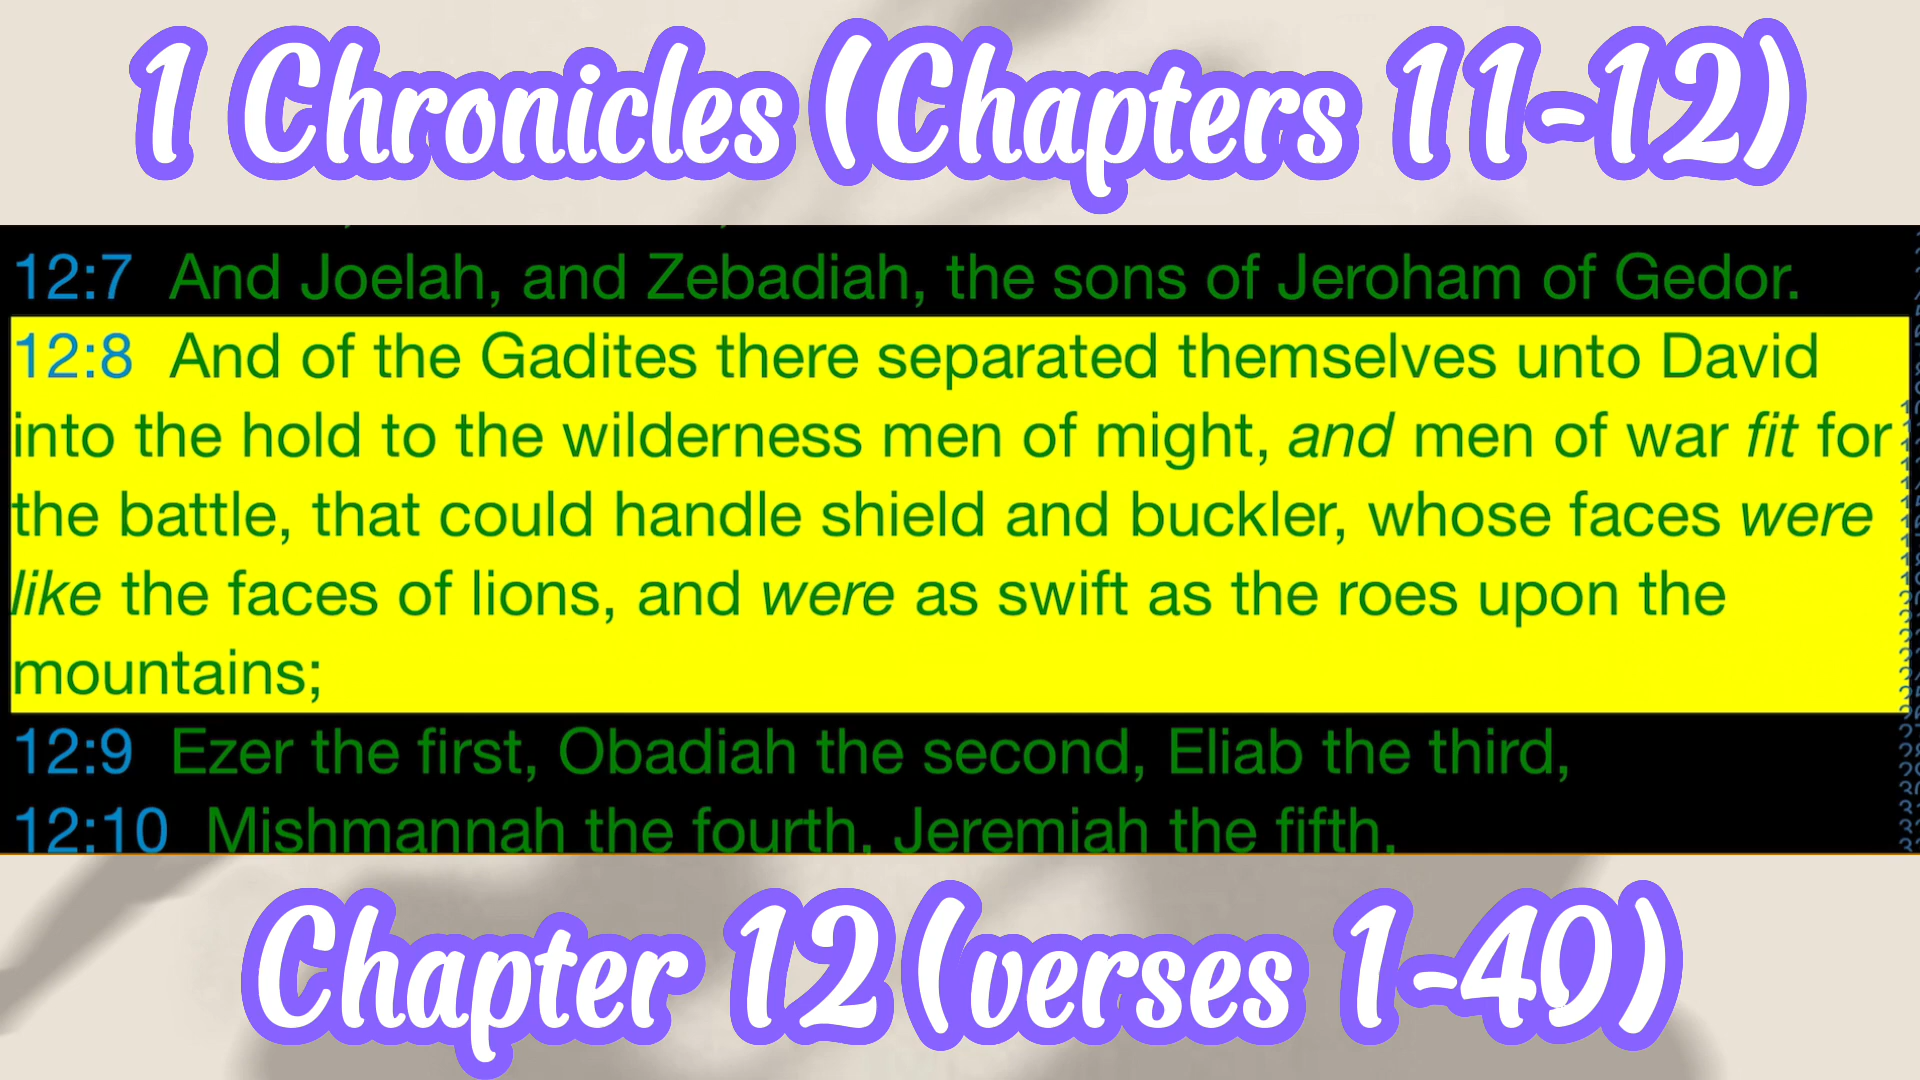 1 Chronicles (Chapters 11-12)
12:7 And Joelah, and Zebadiah, the sons of Jeroham of Gedor.
12:8 And of the Gadites there separated themselves unto David
into the hold to the wilderness men of might, and men of war fit for
the battle, that could handle shield and buckler, whose faces were
like the faces of lions, and were as swift as the roes upon the
mountains;
12:9 Ezer the first, Obadiah the second, Eliab the third,
12:10 Mishmannah the fourth, Jeremiah the fifth,
Chapter 12 (verses 1-40)